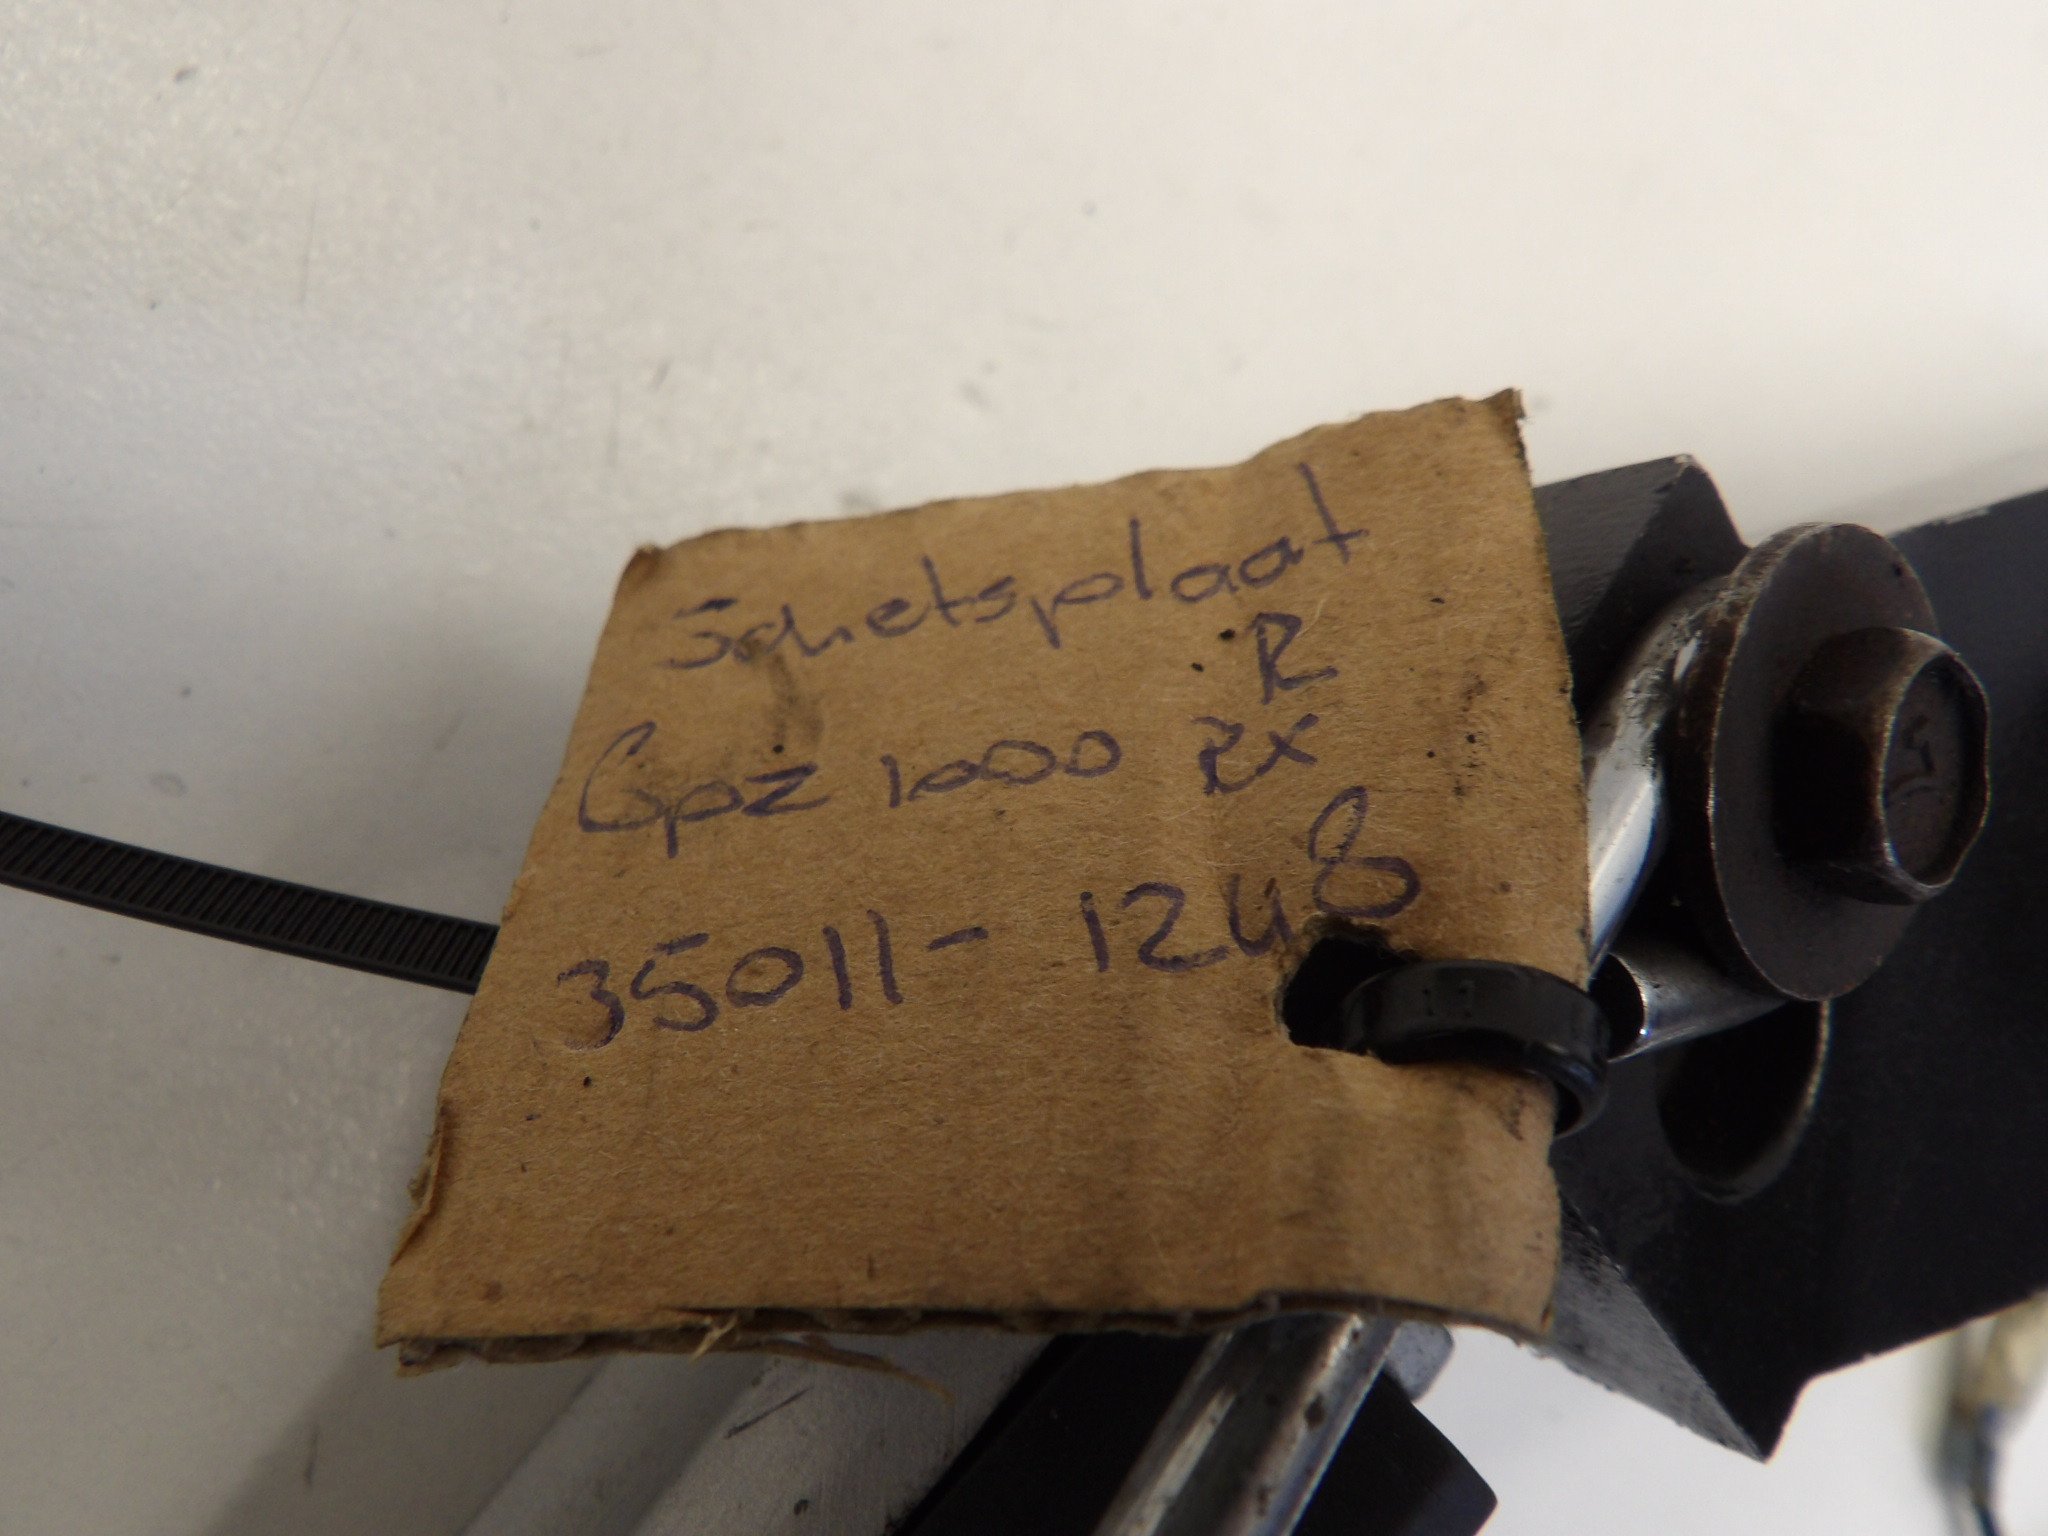 Schetsplaat
R
Gpz 1000 RX
35011-1248